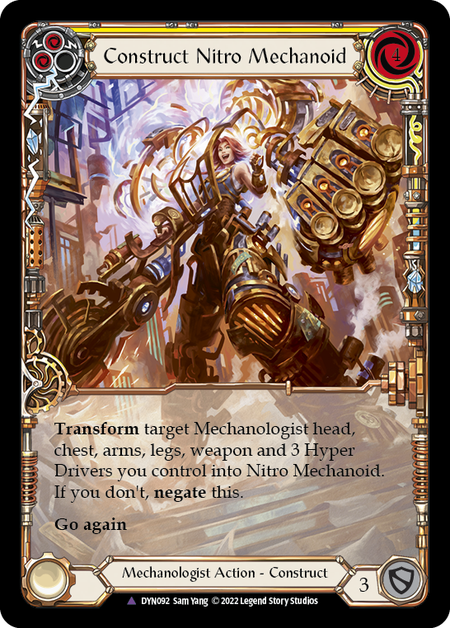 Construct Nitro Mechanoid
4
Transform target Mechanologist head,
chest, arms, legs, weapon and 3 Hyper
Drivers you control into Nitro Mechanoid.
If you don't, negate this.
Go again
Mechanologist Action - Construct
3
DYN092 Sam Yang ©2022 Legend Story Studios